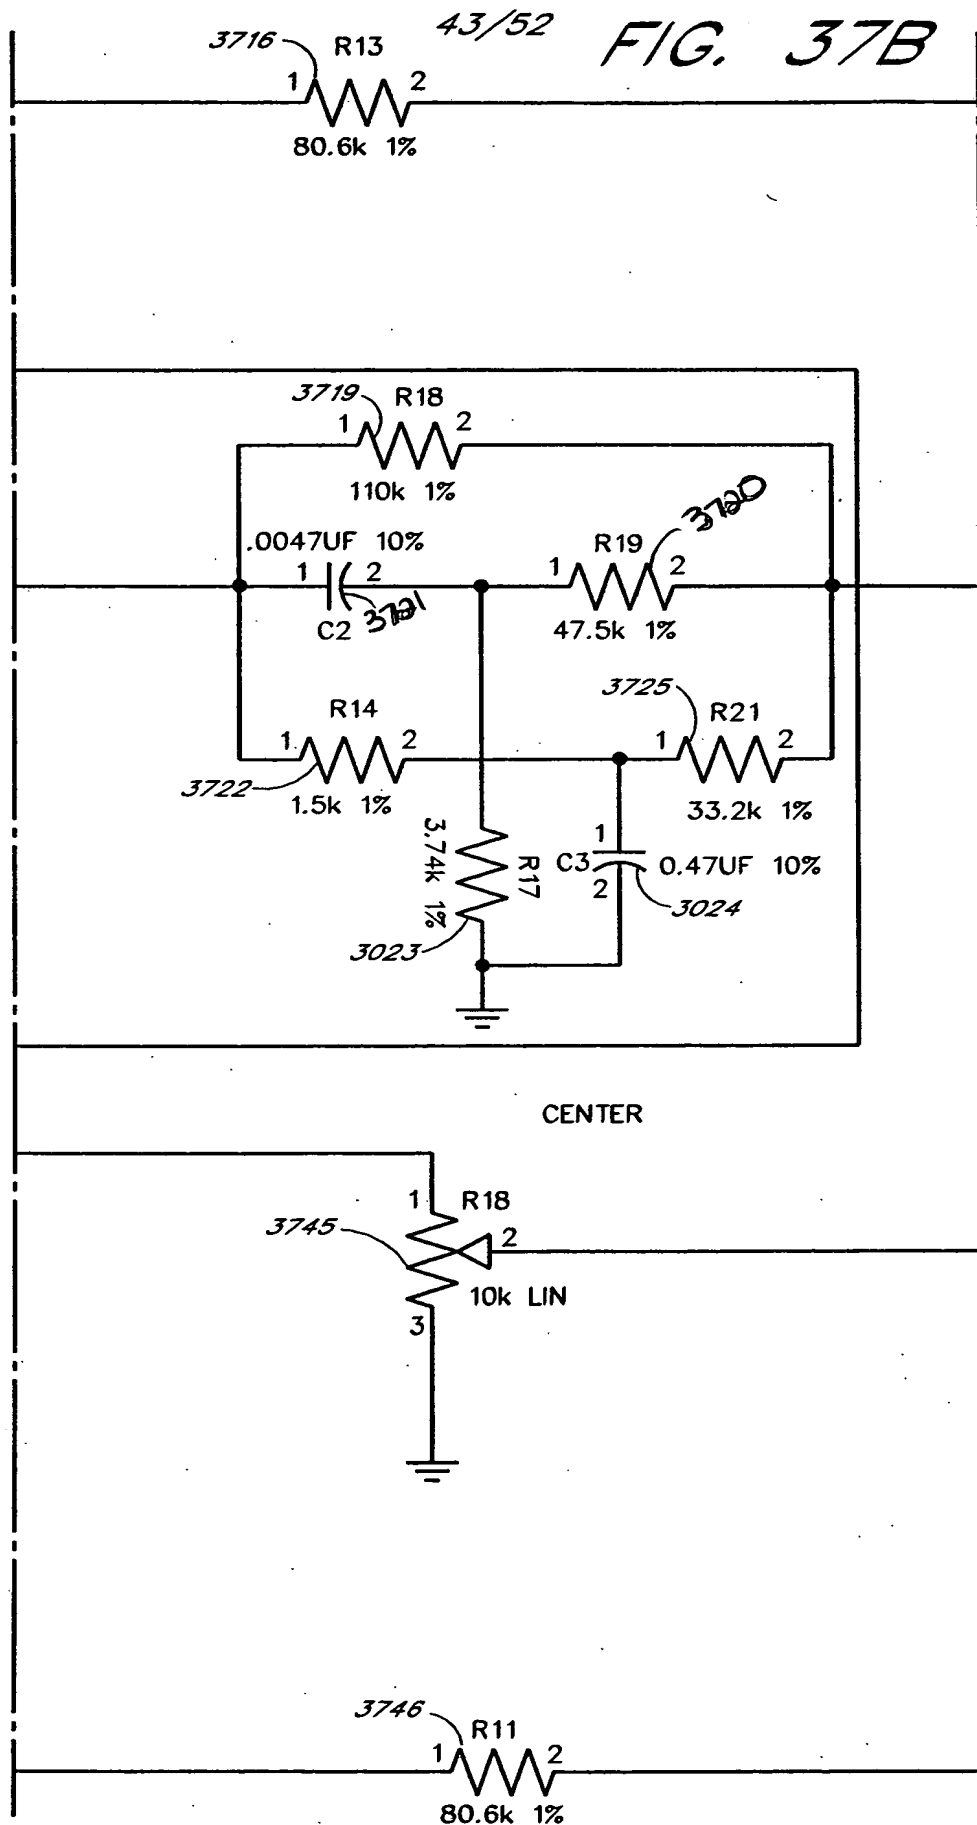 43/52
FIG. 37B
3716
R13
1
2
80.6k 1%
3719
R18
1
2
110k 1%
3720
.0047UF 10%
1
2
C2
3721
R19
1
2
47.5k 1%
3725
R14
1
2
3722
1.5k 1%
R21
1
2
33.2k 1%
3.74k 1%
R17
3023
1
C3
2
0.47UF 10%
3024
CENTER
1
R18
3745
2
10k LIN
3
3746
R11
1
2
80.6k 1%